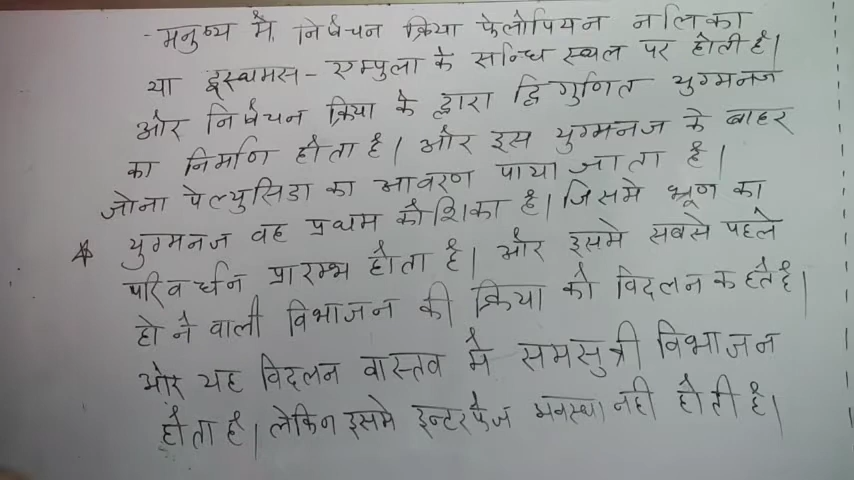 - मनुष्य मै निषेचन क्रिया फेलोपियन नलिका
या इस्थमस - एम्पुला के सन्धि स्थल पर होती है।
और निषेचन क्रिया के द्वारा द्विगुणित युग्मनज
का निर्माण होता है। और इस युग्मनज के बाहर
जोना पेल्युसिडा का आवरण पाया जाता है।
युग्मनज वह प्रथम कौशिका है। जिसमे भ्रूण का
परिवर्धन प्रारम्भ होता है। और इसमे सबसे पहले
होने वाली विभाजन की क्रिया को विदलन कहते है।
और यह विदलन वास्तव मै समसुत्री विभाजन
होता है। लेकिन इसमे इन्टरफैज अवस्था नही होती है।